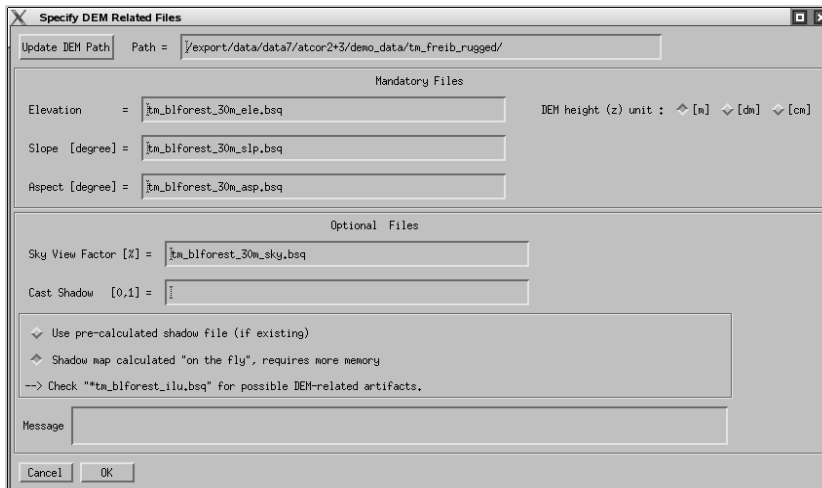 Specify DEM Related Files
Update DEM Path Path = /export/data/data7/atcor2+3/demo_data/tm_freib_rugged/
Mandatory Files
Elevation = tm_blforest_30m_ele.bsq DEM height (z) unit : [m] [dm] [cm]
Slope [degree] = tm_blforest_30m_slp.bsq
Aspect [degree] = tm_blforest_30m_asp.bsq
Optional Files
Sky View Factor [%] = tm_blforest_30m_sky.bsq
Cast Shadow [0,1] =
Use pre-calculated shadow file (if existing)
Shadow map calculated "on the fly", requires more memory
--> Check "*tm_blforest_ilu.bsq" for possible DEM-related artifacts.
Message
Cancel OK